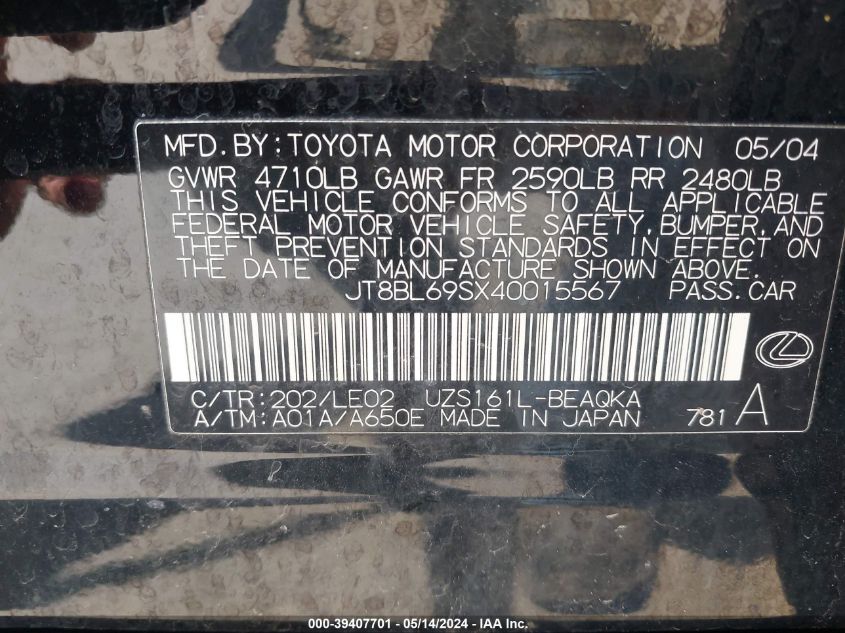 MFD.BY:TOYOTA MOTOR CORPORATION 05/04
GVWR 4710LB GAWR FR 2590LB RR 2480LB
THIS VEHICLE CONFORMS TO ALL APPLICABLE
FEDERAL MOTOR VEHICLE SAFETY,BUMPER,AND
THEFT PREVENTION STANDARDS IN EFFECT ON
THE DATE OF MANUFACTURE SHOWN ABOVE.
JT8BL69SX40015567 PASS.CAR
C/TR:202/LE02 UZS161L-BEAQKA
A/TM:A01A/A650E MADE IN JAPAN 781 A
000-39407701 - 05/14/2024 - IAA Inc.